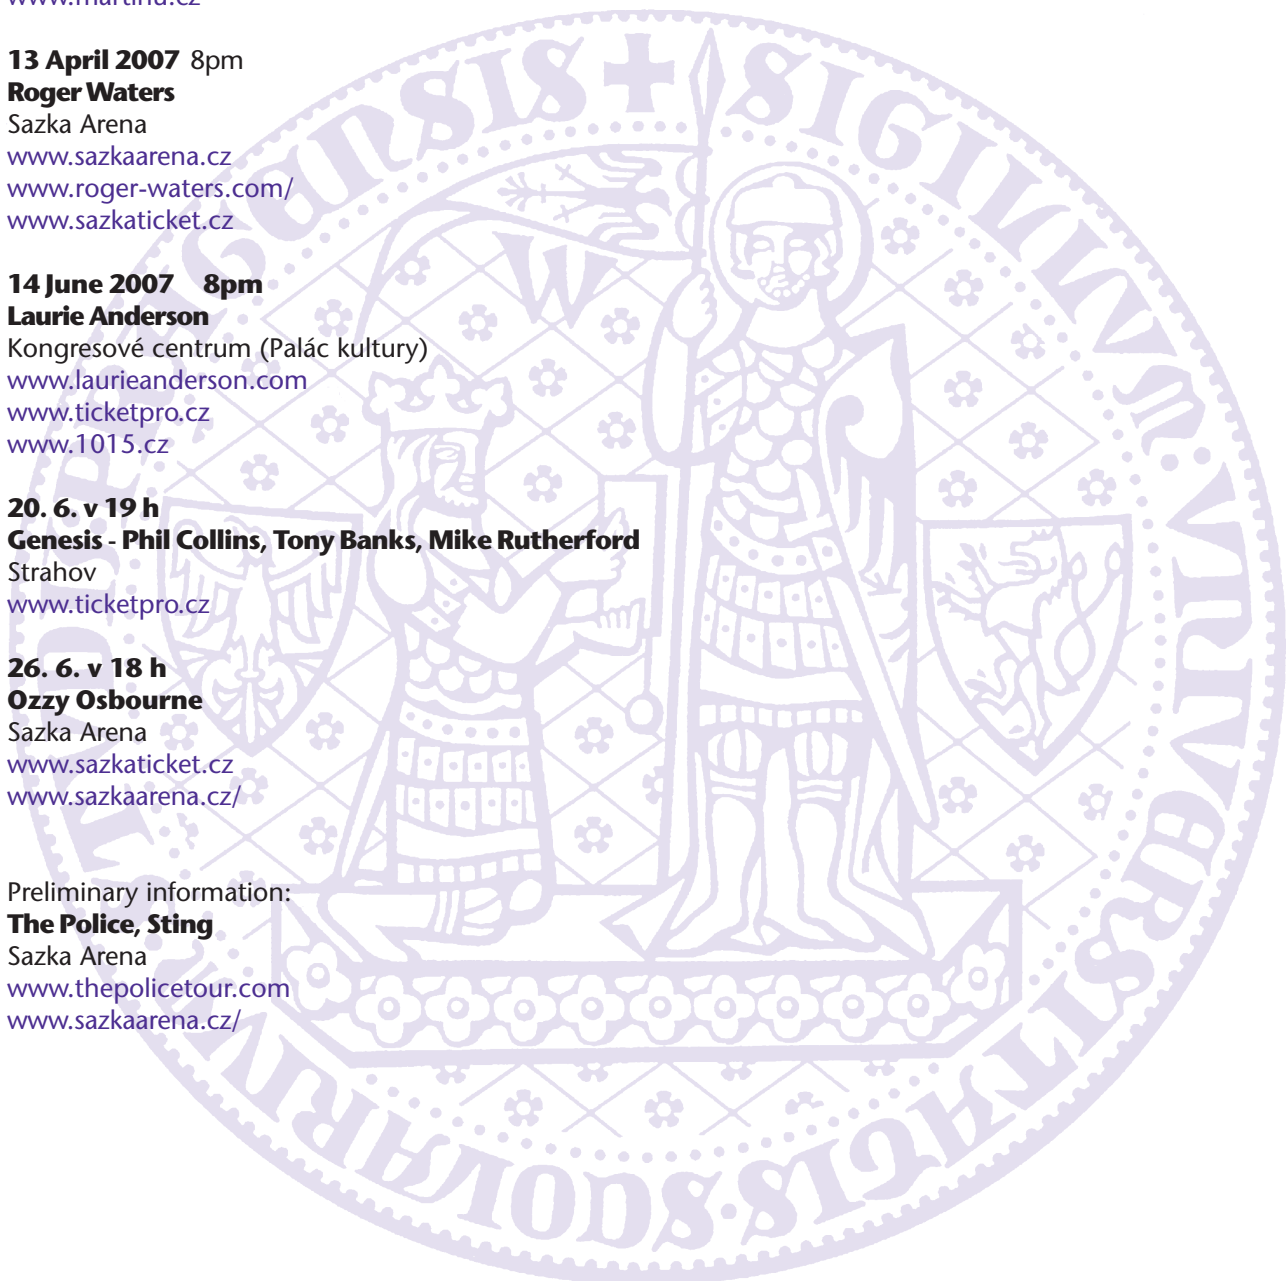 www.martinu.cz
13 April 2007 8pm
Roger Waters
Sazka Arena
www.sazkaarena.cz
www.roger-waters.com/
www.sazkaticket.cz
14 June 2007 8pm
Laurie Anderson
Kongresové centrum (Palác kultury)
www.laurieanderson.com
www.ticketpro.cz
www.1015.cz
20. 6. v 19 h
Genesis - Phil Collins, Tony Banks, Mike Rutherford
Strahov
www.ticketpro.cz
26. 6. v 18 h
Ozzy Osbourne
Sazka Arena
www.sazkaticket.cz
www.sazkaarena.cz/
Preliminary information:
The Police, Sting
Sazka Arena
www.thepolicetour.com
www.sazkaarena.cz/
W